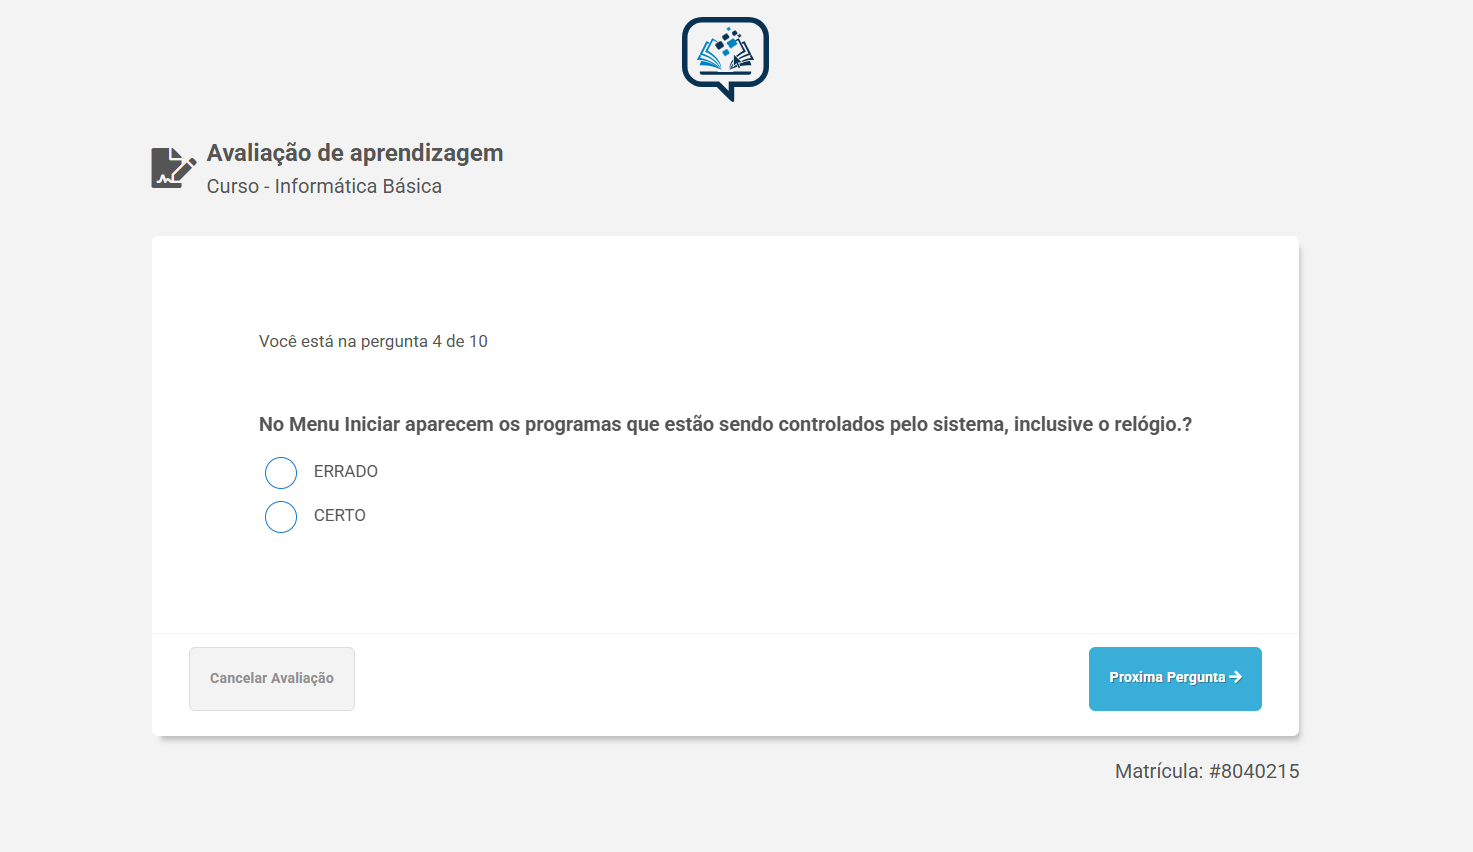 Avaliação de aprendizagem
Curso - Informática Básica
Você está na pergunta 4 de 10
No Menu Iniciar aparecem os programas que estão sendo controlados pelo sistema, inclusive o relógio.?
ERRADO
CERTO
Cancelar Avaliação
Proxima Pergunta
Matrícula: #8040215